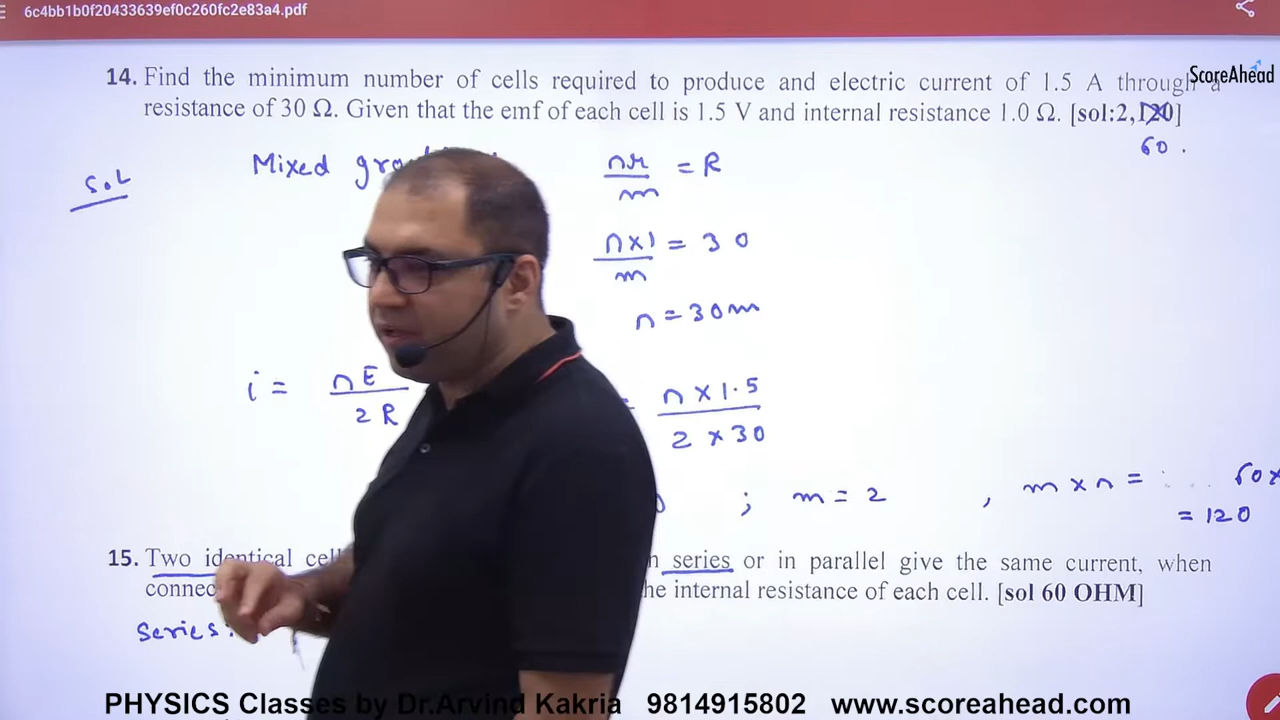 6c4bb1b0f20433639ef0c260fc2e83a4.pdf
ScoreAhead
14. Find the minimum number of cells required to produce and electric current of 1.5 A through a
resistance of 30 Ω. Given that the emf of each cell is 1.5 V and internal resistance 1.0 Ω. [sol:2,120]
60.
Sol
Mixed
nr/m = R
n×1/m = 30
n = 30m
i = nE/2R
= n × 1.5/2 × 30
; m = 2 , m × n = 60×
= 120
15. Two identical series or in parallel give the same current, when
connec he internal resistance of each cell. [sol 60 OHM]
Series:
PHYSICS Classes by Dr.Arvind Kakria 9814915802 www.scoreahead.com